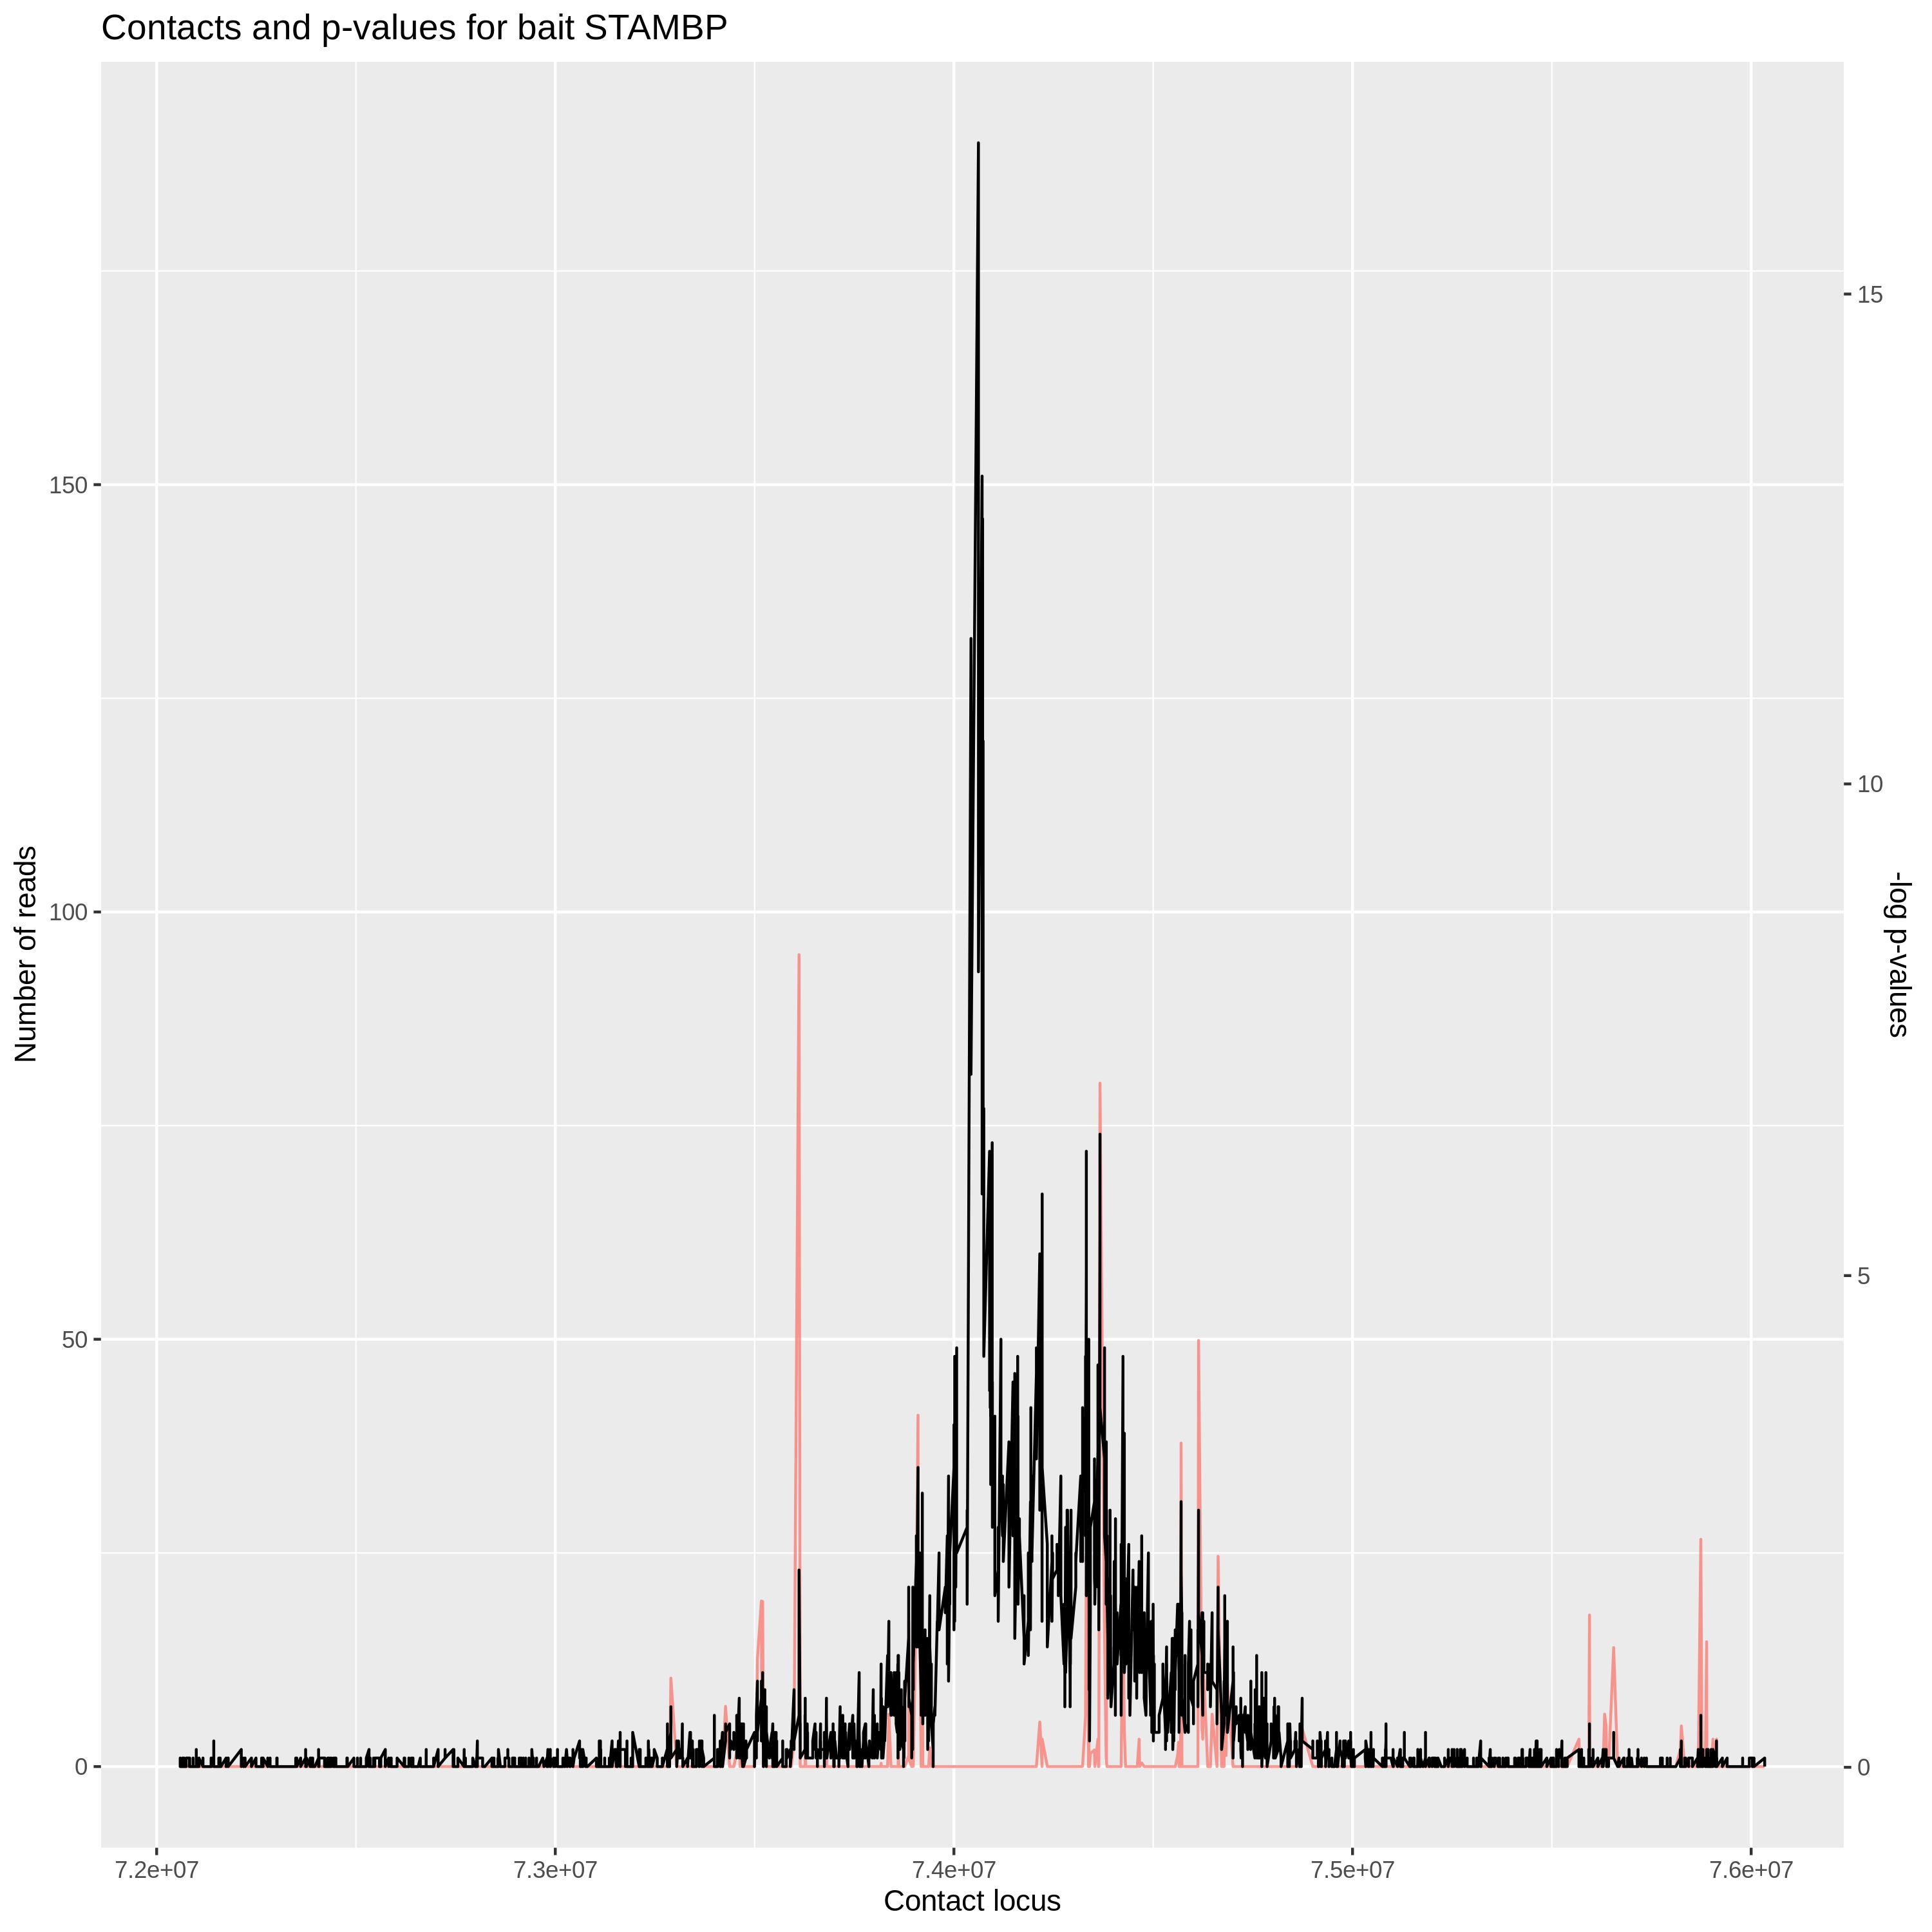 Contacts and p-values for bait STAMBP
Number of reads
150
100
50
0
-log p-values
15
10
5
0
7.2e+07
7.3e+07
7.4e+07
7.5e+07
7.6e+07
Contact locus